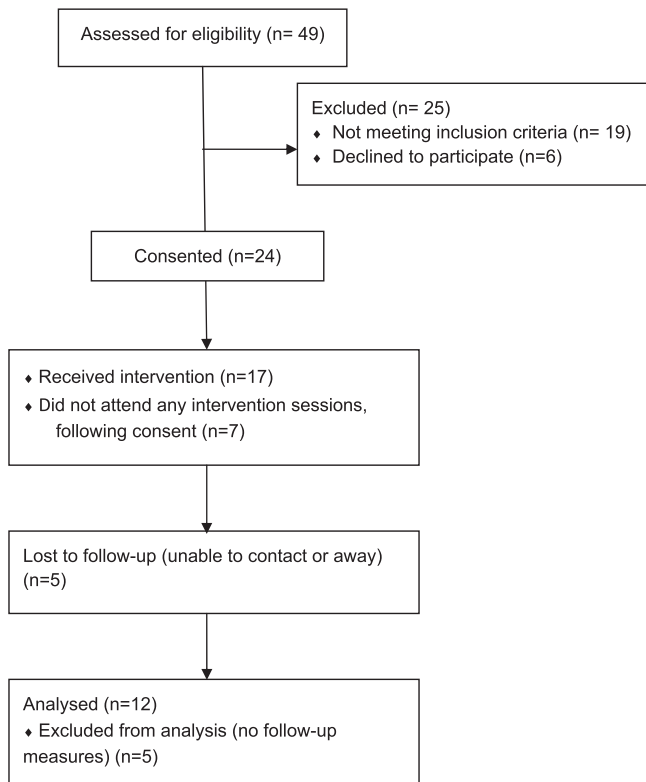 Assessed for eligibility (n= 49)
Excluded (n= 25)
♦ Not meeting inclusion criteria (n= 19)
♦ Declined to participate (n=6)
Consented (n=24)
♦ Received intervention (n=17)
♦ Did not attend any intervention sessions,
following consent (n=7)
Lost to follow-up (unable to contact or away)
(n=5)
Analysed (n=12)
♦ Excluded from analysis (no follow-up
measures) (n=5)